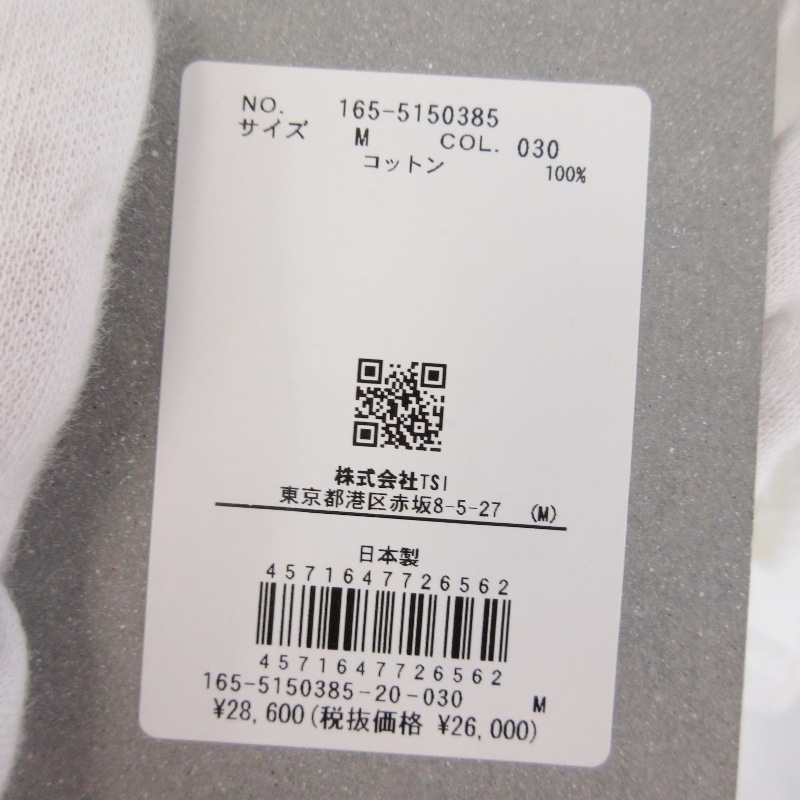 NO. 165-5150385
サイズ M COL. 030
コットン 100%
株式会社TSI
東京都港区赤坂8-5-27 (M)
日本製
4571647726562
4571647726562
165-5150385-20-030 M
¥28,600(税抜価格 ¥26,000)